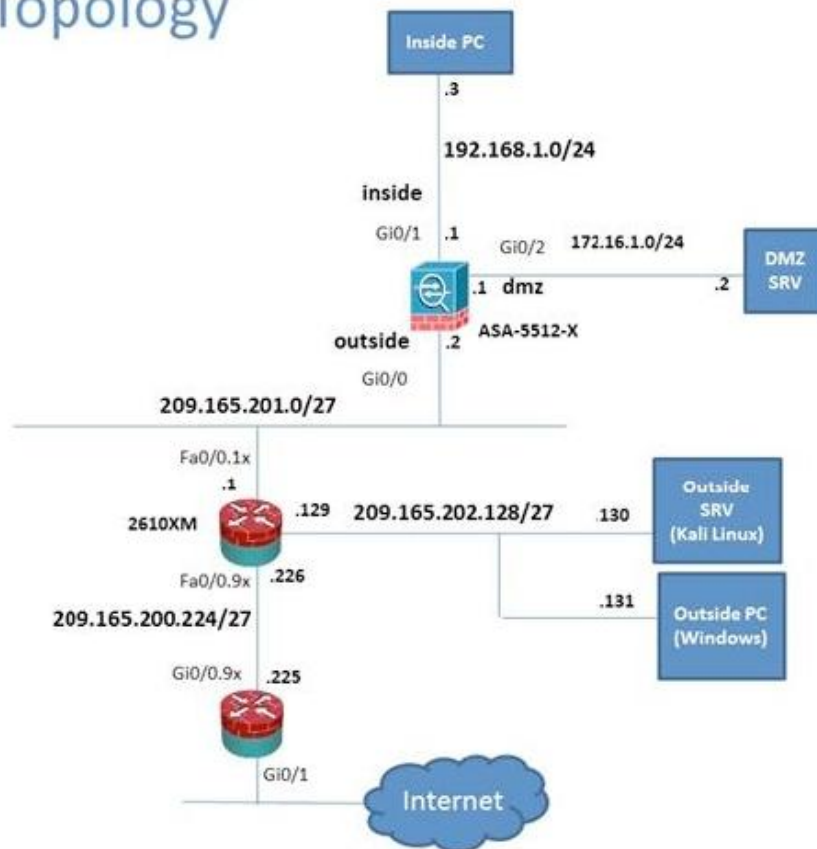 Topology
Inside PC
.3
192.168.1.0/24
inside
Gi0/1 .1
Gi0/2 172.16.1.0/24
DMZ
SRV
.1 dmz .2
ASA-5512-X
outside .2
Gi0/0
209.165.201.0/27
Fa0/0.1x
.1
2610XM
.129 209.165.202.128/27 .130
Outside
SRV
(Kali Linux)
Fa0/0.9x .226
209.165.200.224/27
.131
Outside PC
(Windows)
Gi0/0.9x .225
Gi0/1
Internet